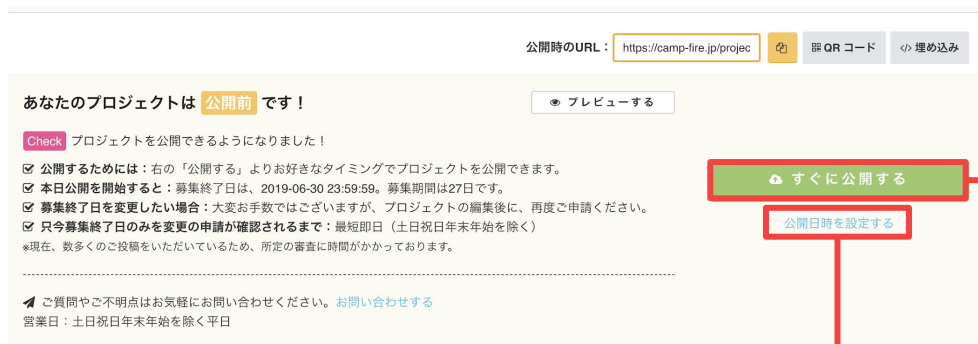 公開時のURL： https://camp-fire.jp/projec QR コード </> 埋め込み
あなたのプロジェクトは 公開前 です！ プレビューする
Check プロジェクトを公開できるようになりました！
公開するためには：右の「公開する」よりお好きなタイミングでプロジェクトを公開できます。
本日公開を開始すると：募集終了日は、2019-06-30 23:59:59。募集期間は27日です。
すぐに公開する
募集終了日を変更したい場合：大変お手数ではございますが、プロジェクトの編集後に、再度ご申請ください。
公開日時を設定する
只今募集終了日のみを変更の申請が確認されるまで：最短即日（土日祝日年末年始を除く）
※現在、数多くのご投稿をいただいているため、所定の審査に時間がかかっております。
ご質問やご不明点はお気軽にお問い合わせください。お問い合わせする
営業日：土日祝日年末年始を除く平日